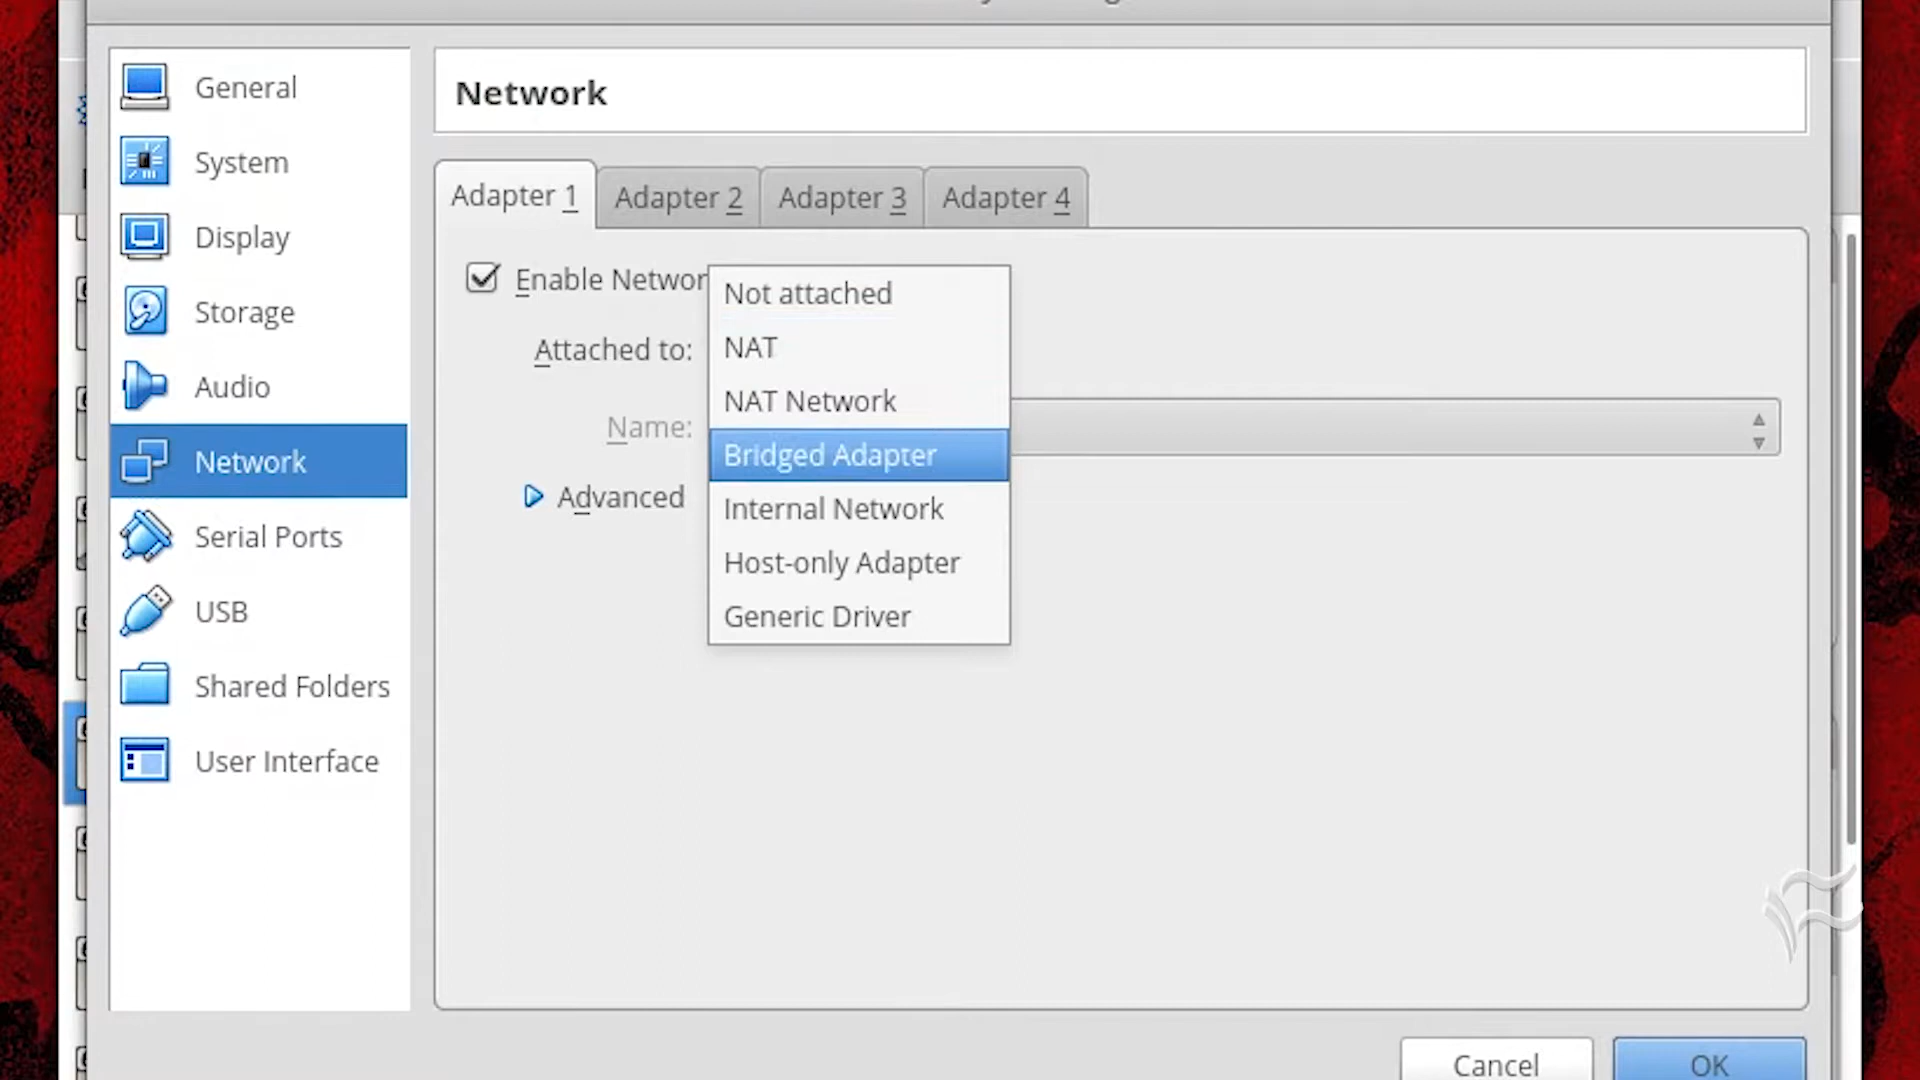 General
System
Display
Storage
Audio
Network
Serial Ports
USB
Shared Folders
User Interface
Network
Adapter 1
Adapter 2
Adapter 3
Adapter 4
Enable Networ
Attached to:
Name:
Advanced
Not attached
NAT
NAT Network
Bridged Adapter
Internal Network
Host-only Adapter
Generic Driver
Cancel
OK